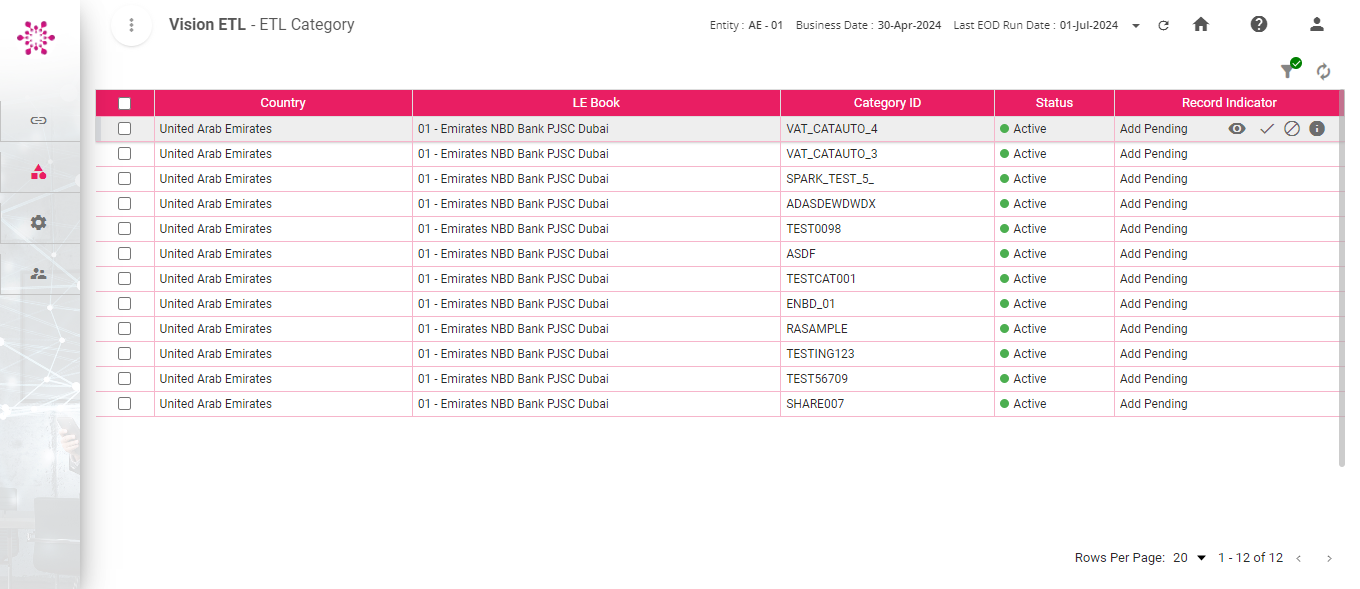 Vision ETL - ETL Category
Entity : AE - 01 Business Date : 30-Apr-2024 Last EOD Run Date : 01-Jul-2024
Country LE Book Category ID Status Record Indicator
United Arab Emirates 01 - Emirates NBD Bank PJSC Dubai VAT_CATAUTO_4 Active Add Pending
United Arab Emirates 01 - Emirates NBD Bank PJSC Dubai VAT_CATAUTO_3 Active Add Pending
United Arab Emirates 01 - Emirates NBD Bank PJSC Dubai SPARK_TEST_5_ Active Add Pending
United Arab Emirates 01 - Emirates NBD Bank PJSC Dubai ADASDEWDWDX Active Add Pending
United Arab Emirates 01 - Emirates NBD Bank PJSC Dubai TEST0098 Active Add Pending
United Arab Emirates 01 - Emirates NBD Bank PJSC Dubai ASDF Active Add Pending
United Arab Emirates 01 - Emirates NBD Bank PJSC Dubai TESTCAT001 Active Add Pending
United Arab Emirates 01 - Emirates NBD Bank PJSC Dubai ENBD_01 Active Add Pending
United Arab Emirates 01 - Emirates NBD Bank PJSC Dubai RASAMPLE Active Add Pending
United Arab Emirates 01 - Emirates NBD Bank PJSC Dubai TESTING123 Active Add Pending
United Arab Emirates 01 - Emirates NBD Bank PJSC Dubai TEST56709 Active Add Pending
United Arab Emirates 01 - Emirates NBD Bank PJSC Dubai SHARE007 Active Add Pending
Rows Per Page: 20 1 - 12 of 12